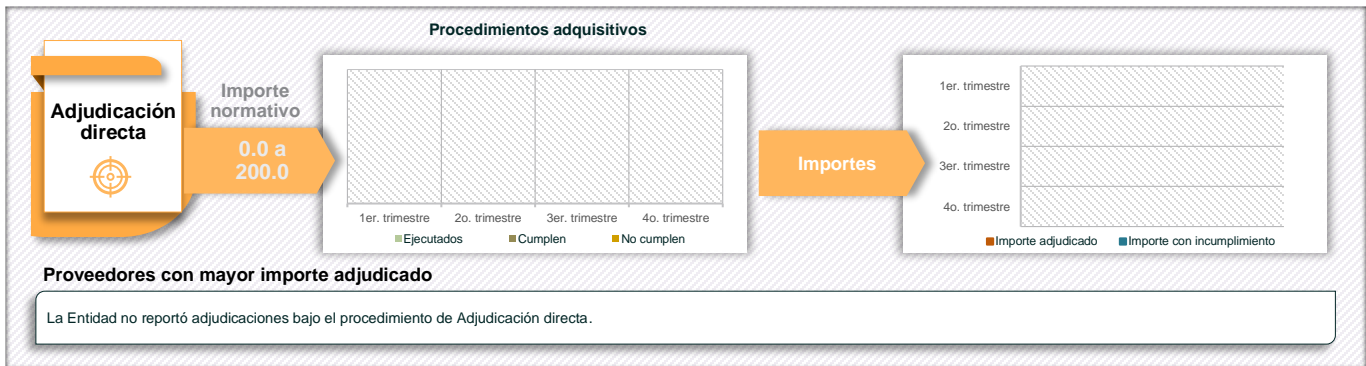 Procedimientos adquisitivos
Adjudicación
directa
Importe
normativo
0.0 a
200.0
1er. trimestre
2o. trimestre
3er. trimestre
4o. trimestre
Ejecutados
Cumplen
No cumplen
Importes
1er. trimestre
2o. trimestre
3er. trimestre
4o. trimestre
Importe adjudicado
Importe con incumplimiento
Proveedores con mayor importe adjudicado
La Entidad no reportó adjudicaciones bajo el procedimiento de Adjudicación directa.